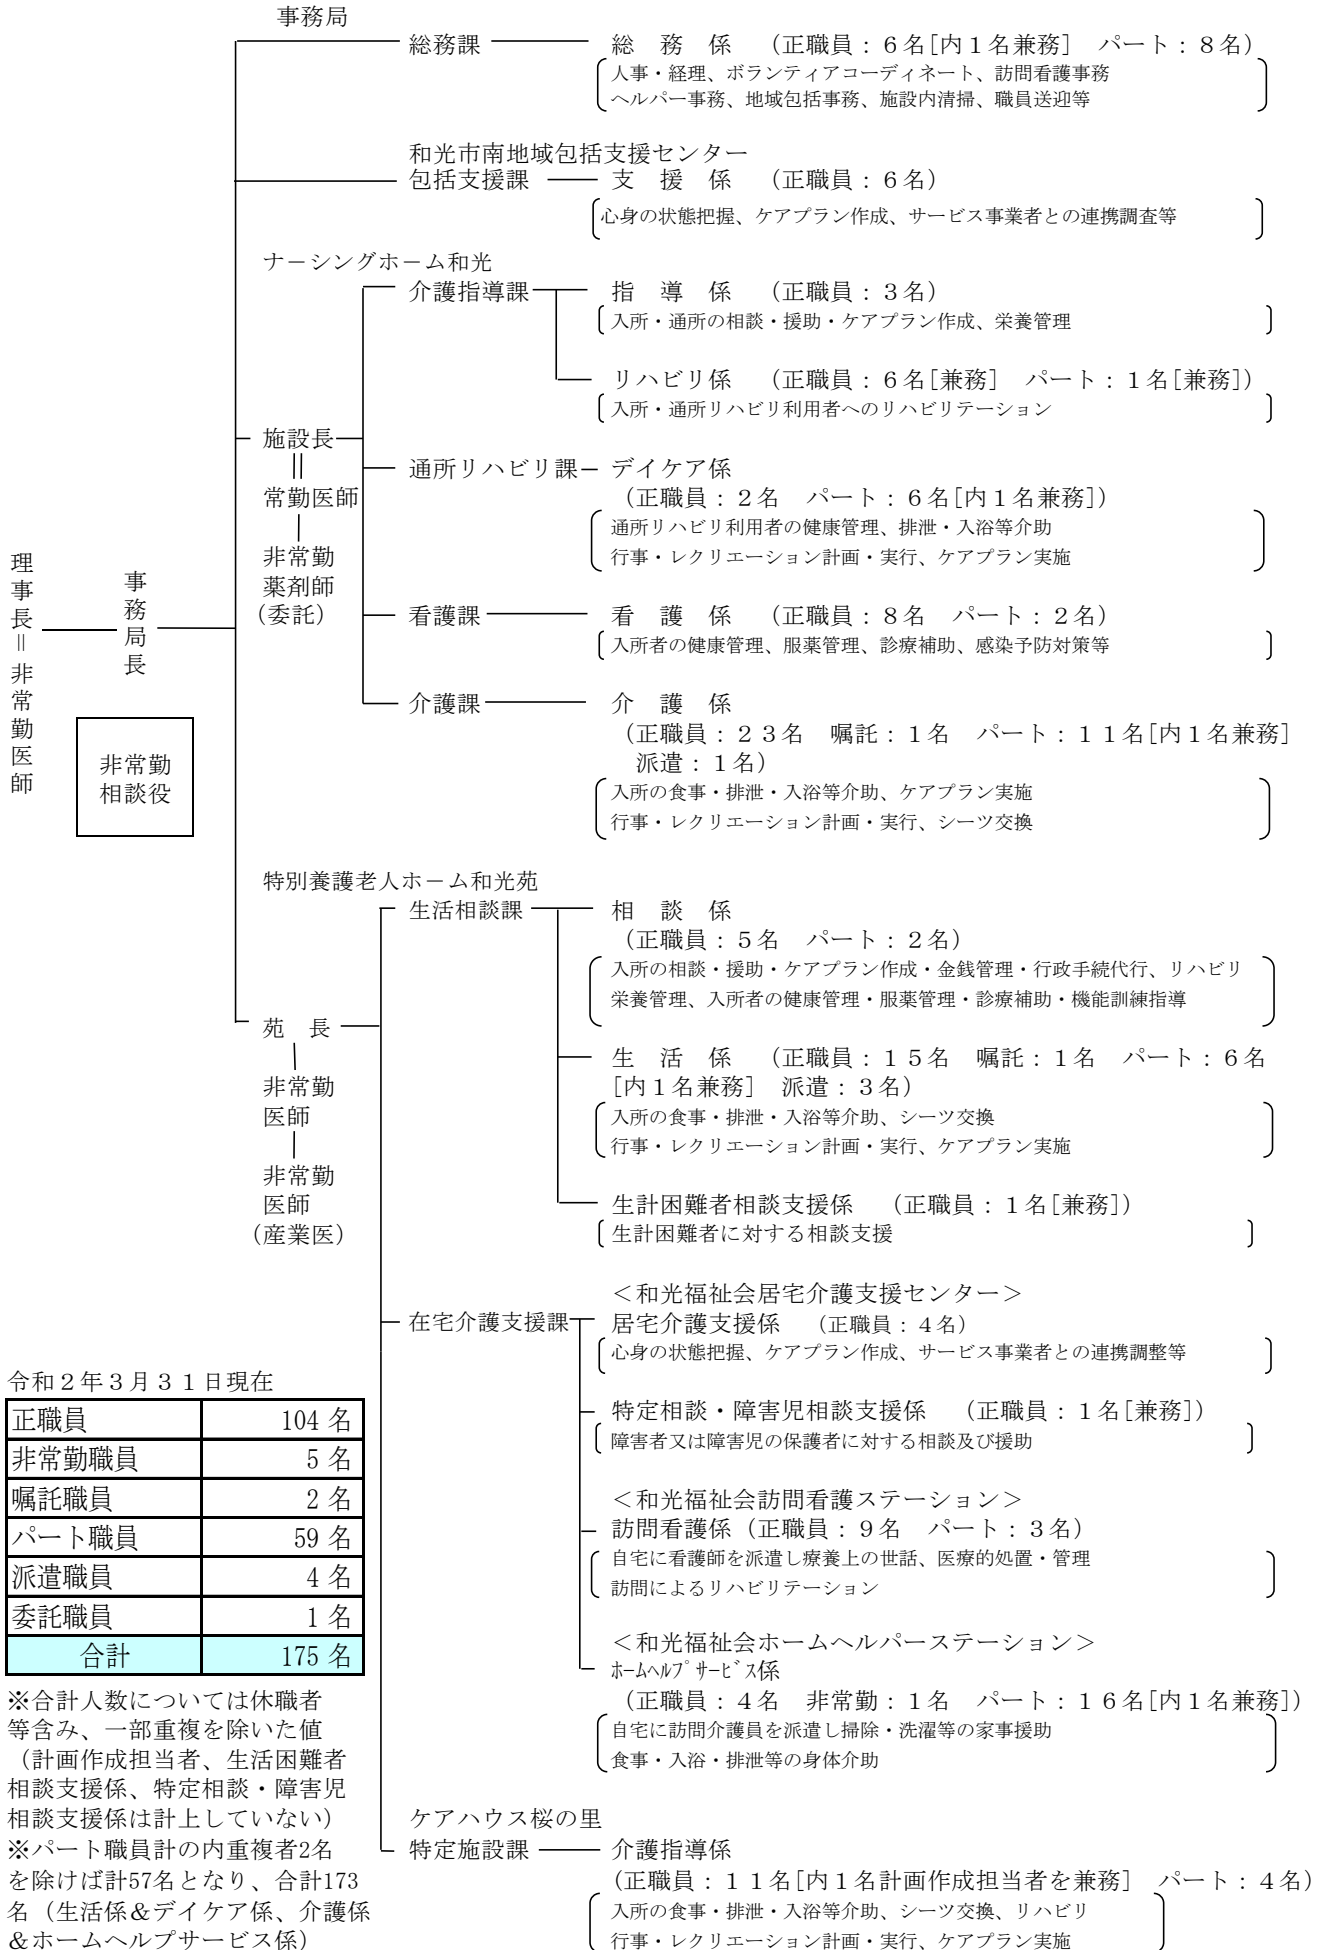 事務局
総務課　総　務　係　（正職員：６名[内１名兼務]　パート：８名）
人事・経理、ボランティアコーディネート、訪問看護事務
ヘルパー事務、地域包括事務、施設内清掃、職員送迎等
和光市南地域包括支援センター
包括支援課　支　援　係　（正職員：６名）
心身の状態把握、ケアプラン作成、サービス事業者との連携調査等
ナ－シングホーム和光
介護指導課　指　導　係　（正職員：３名）
入所・通所の相談・援助・ケアプラン作成、栄養管理
リハビリ係　（正職員：６名[兼務]　パート：１名[兼務]）
入所・通所リハビリ利用者へのリハビリテーション
施設長
||
常勤医師
非常勤
薬剤師
（委託）
通所リハビリ課　デイケア係
（正職員：２名　パート：６名[内１名兼務]）
通所リハビリ利用者の健康管理、排泄・入浴等介助
行事・レクリエーション計画・実行、ケアプラン実施
理事長＝非常勤医師
事務局長
非常勤
相談役
看護課　看　護　係　（正職員：８名　パート：２名）
入所者の健康管理、服薬管理、診療補助、感染予防対策等
介護課　介　護　係
（正職員：２３名　嘱託：１名　パート：１１名[内１名兼務]
派遣：１名）
入所の食事・排泄・入浴等介助、ケアプラン実施
行事・レクリエーション計画・実行、シーツ交換
特別養護老人ホ－ム和光苑
生活相談課　相　談　係
（正職員：５名　パート：２名）
入所の相談・援助・ケアプラン作成・金銭管理・行政手続代行、リハビリ
栄養管理、入所者の健康管理・服薬管理・診療補助・機能訓練指導
苑　長
非常勤
医師
非常勤
医師
（産業医）
生　活　係　（正職員：１５名　嘱託：１名　パート：６名
[内１名兼務]　派遣：３名）
入所の食事・排泄・入浴等介助、シーツ交換
行事・レクリエーション計画・実行、ケアプラン実施
生計困難者相談支援係　（正職員：１名[兼務]）
生計困難者に対する相談支援
＜和光福祉会居宅介護支援センター＞
在宅介護支援課　居宅介護支援係　（正職員：４名）
心身の状態把握、ケアプラン作成、サービス事業者との連携調整等
特定相談・障害児相談支援係　（正職員：１名[兼務]）
障害者又は障害児の保護者に対する相談及び援助
＜和光福祉会訪問看護ステーション＞
訪問看護係（正職員：９名　パート：３名）
自宅に看護師を派遣し療養上の世話、医療的処置・管理
訪問によるリハビリテーション
＜和光福祉会ホームヘルパーステーション＞
ﾎｰﾑﾍﾙﾌﾟｻｰﾋﾞｽ係
（正職員：４名　非常勤：１名　パート：１６名[内１名兼務]）
自宅に訪問介護員を派遣し掃除・洗濯等の家事援助
食事・入浴・排泄等の身体介助
ケアハウス桜の里
特定施設課　介護指導係
（正職員：１１名[内１名計画作成担当者を兼務]　パート：４名）
入所の食事・排泄・入浴等介助、シーツ交換、リハビリ
行事・レクリエーション計画・実行、ケアプラン実施
令和２年３月３１日現在
正職員　104 名
非常勤職員　5 名
嘱託職員　2 名
パート職員　59 名
派遣職員　4 名
委託職員　1 名
合計　175 名
※合計人数については休職者
等含み、一部重複を除いた値
（計画作成担当者、生活困難者
相談支援係、特定相談・障害児
相談支援係は計上していない）
※パート職員計の内重複者2名
を除けば計57名となり、合計173
名（生活係＆デイケア係、介護係
＆ホームヘルプサービス係）